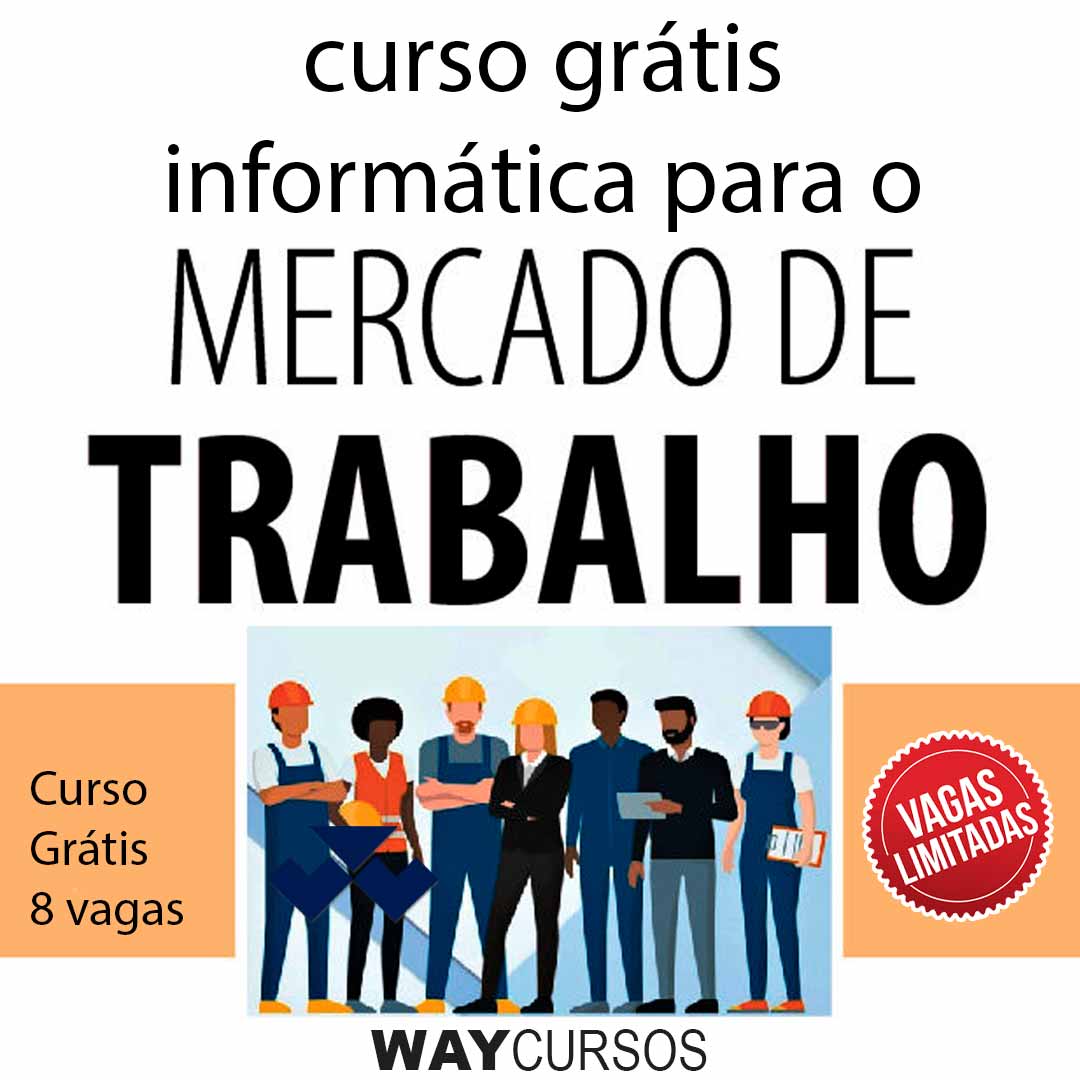 curso grátis
informática para o
MERCADO DE
TRABALHO
Curso
Grátis
8 vagas
VAGAS
LIMITADAS
WAYCURSOS